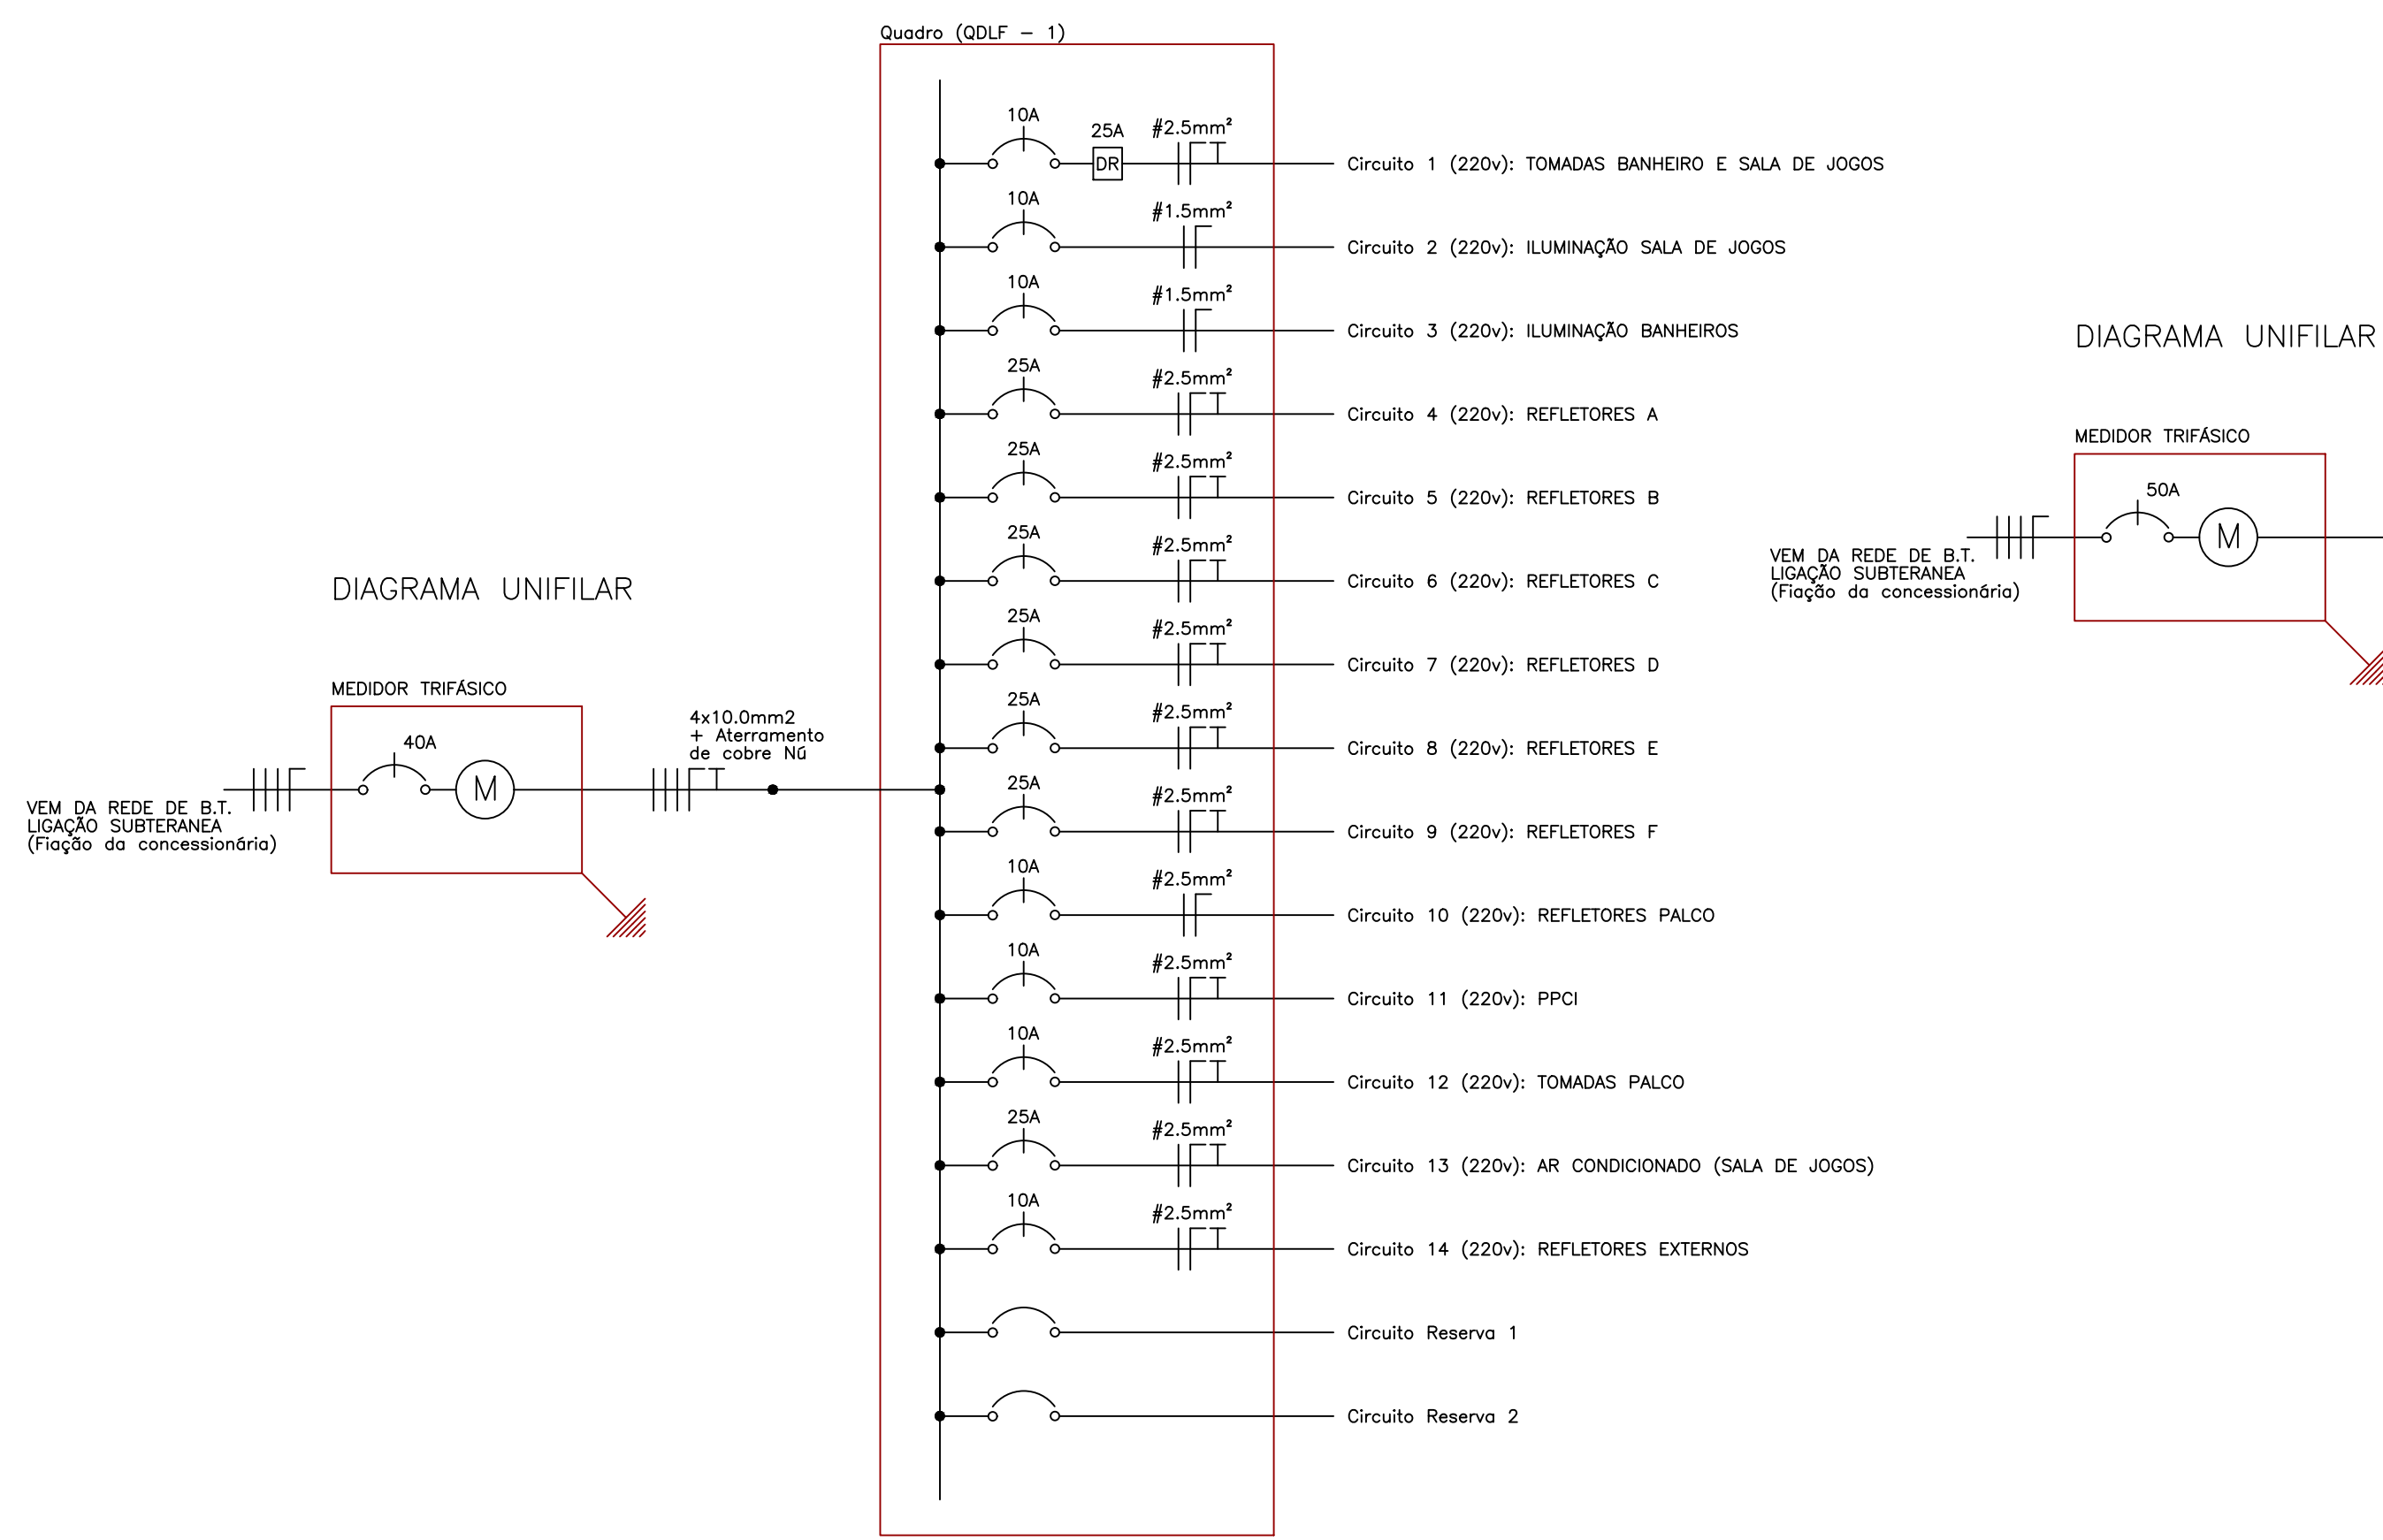 Quadro (QDLF - 1)
10A
25A
DR
#2.5mm²
Circuito 1 (220v): TOMADAS BANHEIRO E SALA DE JOGOS
10A
#1.5mm²
Circuito 2 (220v): ILUMINAÇÃO SALA DE JOGOS
10A
#1.5mm²
Circuito 3 (220v): ILUMINAÇÃO BANHEIROS
25A
#2.5mm²
Circuito 4 (220v): REFLETORES A
25A
#2.5mm²
Circuito 5 (220v): REFLETORES B
25A
#2.5mm²
Circuito 6 (220v): REFLETORES C
25A
#2.5mm²
Circuito 7 (220v): REFLETORES D
25A
#2.5mm²
Circuito 8 (220v): REFLETORES E
25A
#2.5mm²
Circuito 9 (220v): REFLETORES F
10A
#2.5mm²
Circuito 10 (220v): REFLETORES PALCO
10A
#2.5mm²
Circuito 11 (220v): PPCI
10A
#2.5mm²
Circuito 12 (220v): TOMADAS PALCO
25A
#2.5mm²
Circuito 13 (220v): AR CONDICIONADO (SALA DE JOGOS)
10A
#2.5mm²
Circuito 14 (220v): REFLETORES EXTERNOS
Circuito Reserva 1
Circuito Reserva 2
DIAGRAMA UNIFILAR
MEDIDOR TRIFÁSICO
40A
M
VEM DA REDE DE B.T.
LIGAÇÃO SUBTERANEA
(Fiação da concessionária)
4x10.0mm2
+ Aterramento
de cobre Nú
DIAGRAMA UNIFILAR
MEDIDOR TRIFÁSICO
50A
M
VEM DA REDE DE B.T.
LIGAÇÃO SUBTERANEA
(Fiação da concessionária)